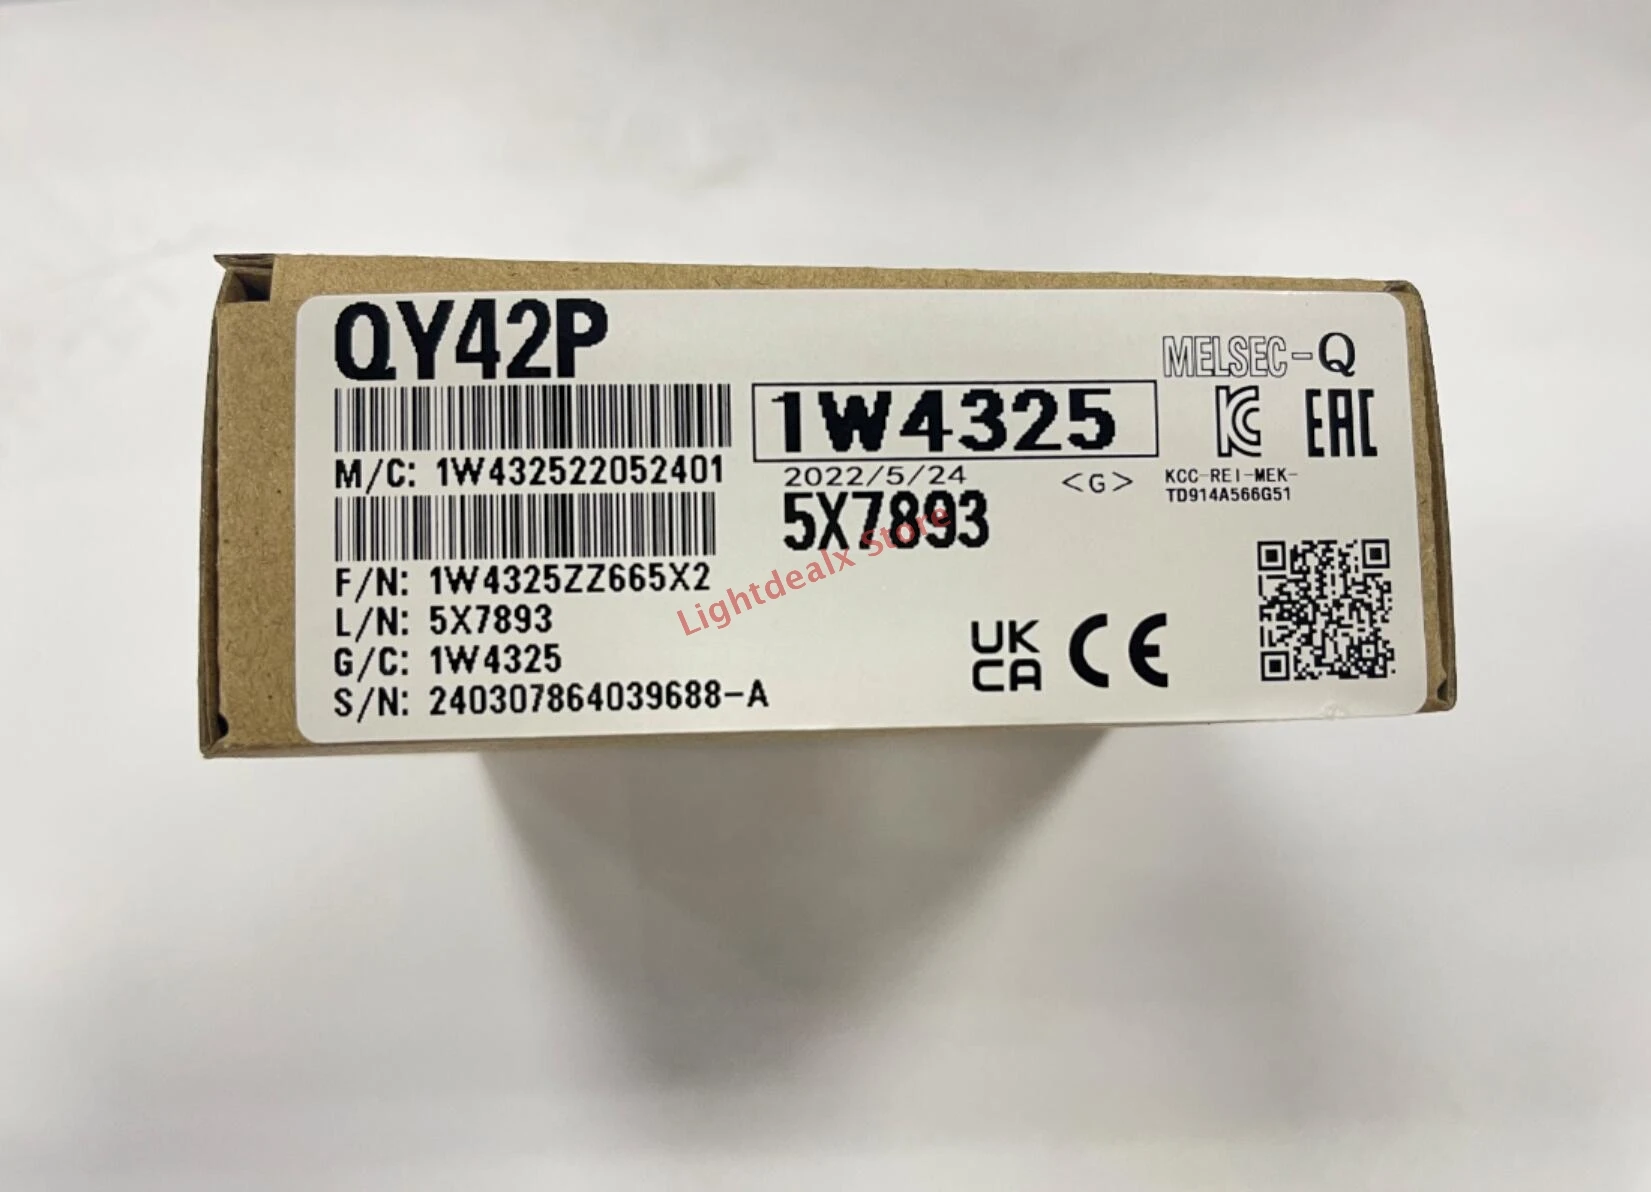 QY42P
MELSEC-Q
1W4325
M/C: 1W432522052401
2022/5/24 <G>
KCC-REI-MEK-
TD914A566G51
5X7893
Lightdealx Store
F/N: 1W4325ZZ665X2
L/N: 5X7893
G/C: 1W4325
S/N: 240307864039688-A
UK
CA CE
EAC